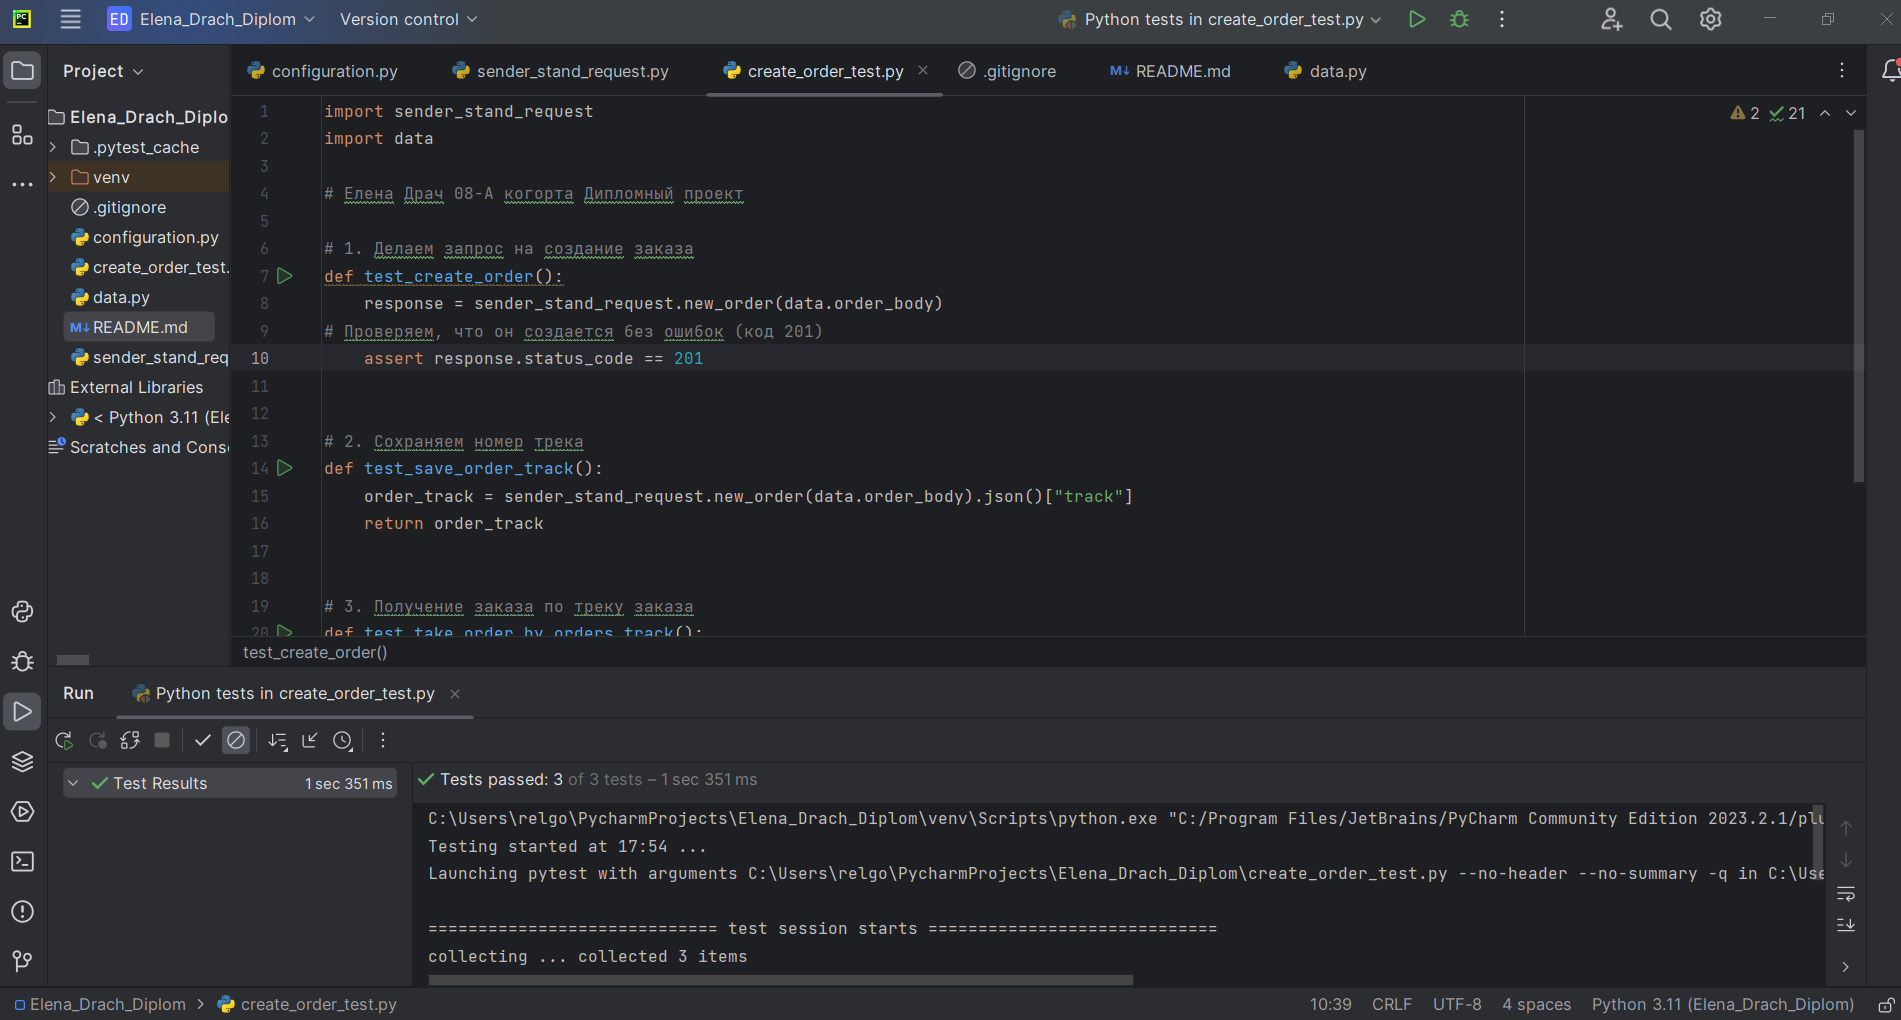 PC
ED Elena_Drach_Diplom
Version control
Python tests in create_order_test.py
Project
configuration.py
sender_stand_request.py
create_order_test.py
.gitignore
M↓ README.md
data.py
Elena_Drach_Diplo
.pytest_cache
venv
.gitignore
configuration.py
create_order_test.
data.py
M↓ README.md
sender_stand_req
External Libraries
< Python 3.11 (Ele
Scratches and Cons
2 21
1 import sender_stand_request
2 import data
3
4 # Елена Драч 08-А когорта Дипломный проект
5
6 # 1. Делаем запрос на создание заказа
7 def test_create_order():
8 response = sender_stand_request.new_order(data.order_body)
9 # Проверяем, что он создается без ошибок (код 201)
10 assert response.status_code == 201
11
12
13 # 2. Сохраняем номер трека
14 def test_save_order_track():
15 order_track = sender_stand_request.new_order(data.order_body).json()["track"]
16 return order_track
17
18
19 # 3. Получение заказа по треку заказа
20 def test_take_order_by_orders_track():
test_create_order()
Run
Python tests in create_order_test.py
Test Results 1 sec 351 ms
Tests passed: 3 of 3 tests – 1 sec 351 ms
C:\Users\relgo\PycharmProjects\Elena_Drach_Diplom\venv\Scripts\python.exe "C:/Program Files/JetBrains/PyCharm Community Edition 2023.2.1/plu
Testing started at 17:54 ...
Launching pytest with arguments C:\Users\relgo\PycharmProjects\Elena_Drach_Diplom\create_order_test.py --no-header --no-summary -q in C:\Use
============================= test session starts =============================
collecting ... collected 3 items
Elena_Drach_Diplom > create_order_test.py
10:39 CRLF UTF-8 4 spaces Python 3.11 (Elena_Drach_Diplom)